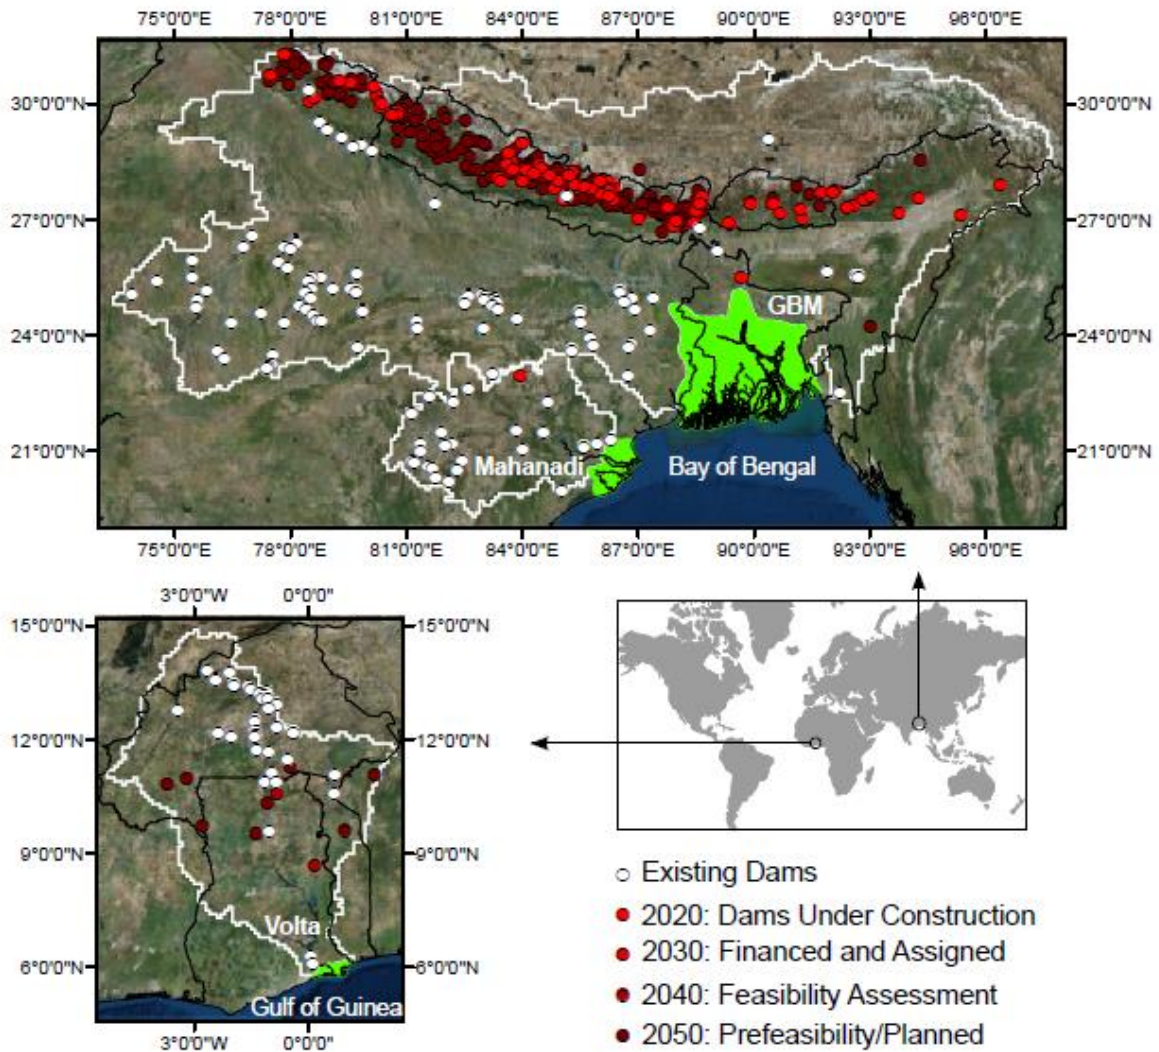 75°0'0"E 78°0'0"E 81°0'0"E 84°0'0"E 87°0'0"E 90°0'0"E 93°0'0"E 96°0'0"E
30°0'0"N 30°0'0"N
27°0'0"N 27°0'0"N
GBM
24°0'0"N 24°0'0"N
21°0'0"N Mahanadi Bay of Bengal 21°0'0"N
75°0'0"E 78°0'0"E 81°0'0"E 84°0'0"E 87°0'0"E 90°0'0"E 93°0'0"E 96°0'0"E
3°0'0"W 0°0'0"
15°0'0"N 15°0'0"N
12°0'0"N 12°0'0"N
9°0'0"N 9°0'0"N
Volta
6°0'0"N 6°0'0"N
Gulf of Guinea
3°0'0"W 0°0'0"
Existing Dams
2020: Dams Under Construction
2030: Financed and Assigned
2040: Feasibility Assessment
2050: Prefeasibility/Planned